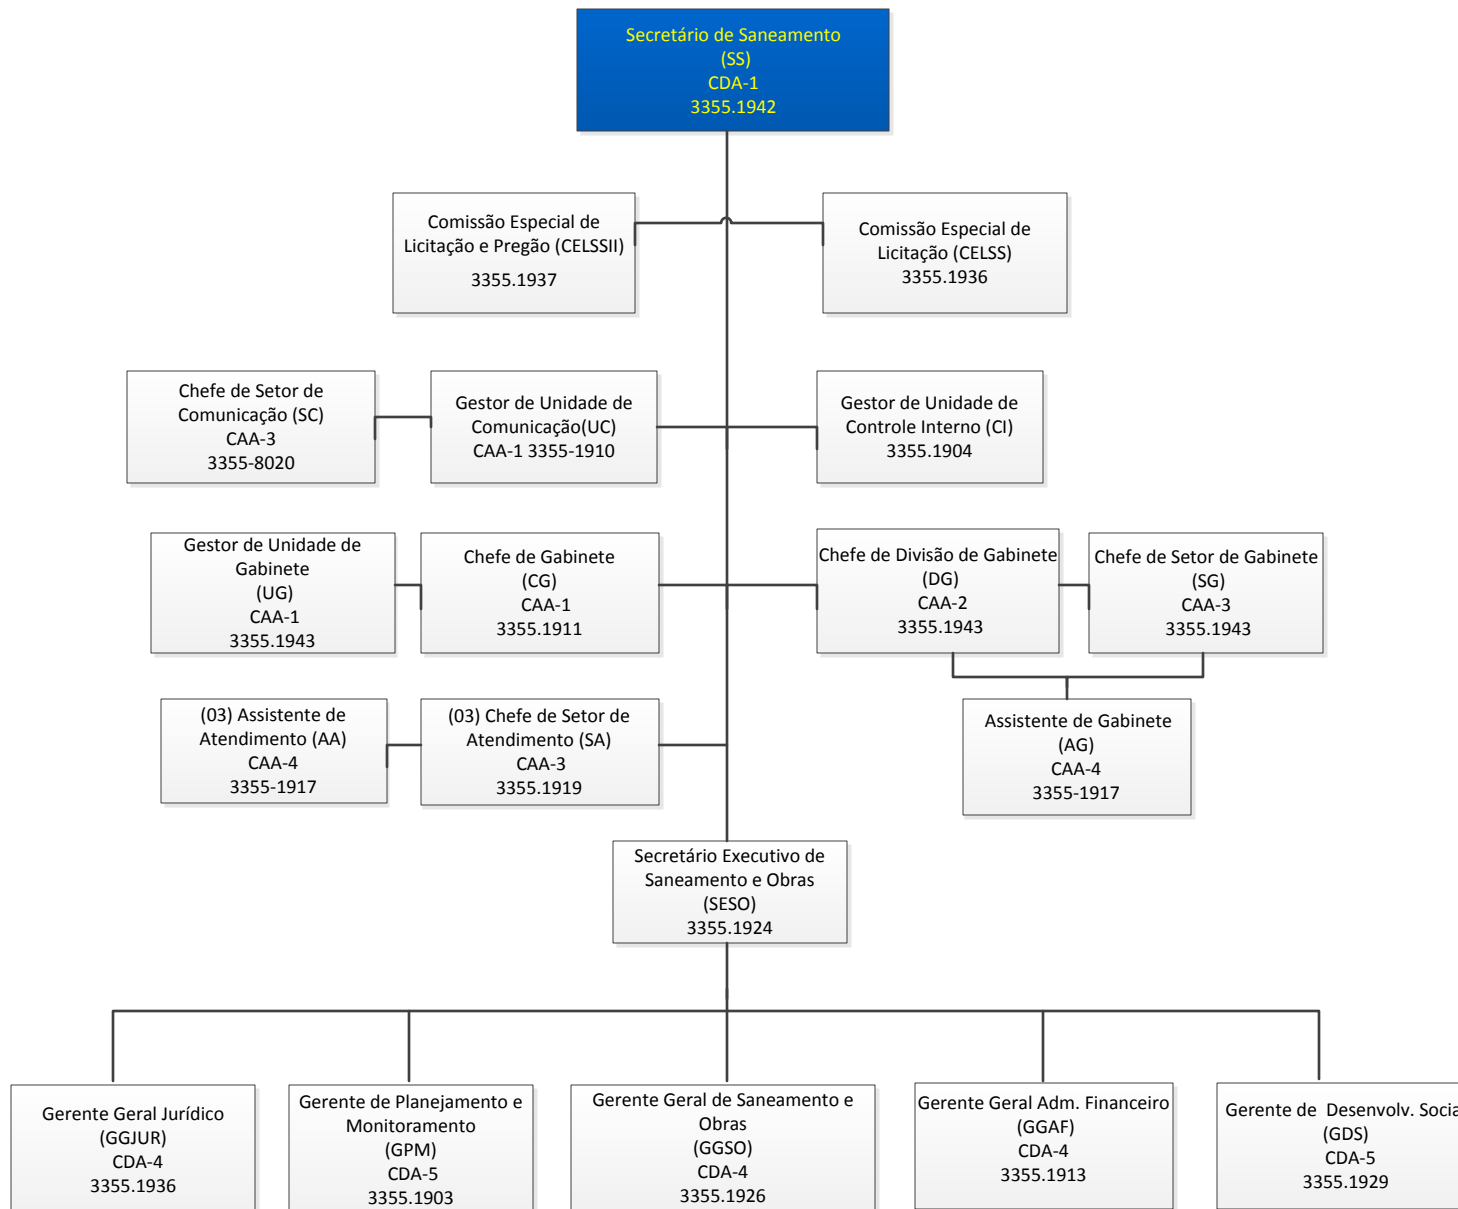 Secretário de Saneamento
(SS)
CDA-1
3355.1942
Comissão Especial de
Licitação e Pregão (CELSSII)
3355.1937
Comissão Especial de
Licitação (CELSS)
3355.1936
Chefe de Setor de
Comunicação (SC)
CAA-3
3355-8020
Gestor de Unidade de
Comunicação(UC)
CAA-1 3355-1910
Gestor de Unidade de
Controle Interno (CI)
3355.1904
Gestor de Unidade de
Gabinete
(UG)
CAA-1
3355.1943
Chefe de Gabinete
(CG)
CAA-1
3355.1911
Chefe de Divisão de Gabinete
(DG)
CAA-2
3355.1943
Chefe de Setor de Gabinete
(SG)
CAA-3
3355.1943
(03) Assistente de
Atendimento (AA)
CAA-4
3355-1917
(03) Chefe de Setor de
Atendimento (SA)
CAA-3
3355.1919
Assistente de Gabinete
(AG)
CAA-4
3355-1917
Secretário Executivo de
Saneamento e Obras
(SESO)
3355.1924
Gerente Geral Jurídico
(GGJUR)
CDA-4
3355.1936
Gerente de Planejamento e
Monitoramento
(GPM)
CDA-5
3355.1903
Gerente Geral de Saneamento e
Obras
(GGSO)
CDA-4
3355.1926
Gerente Geral Adm. Financeiro
(GGAF)
CDA-4
3355.1913
Gerente de Desenvolv. Socia
(GDS)
CDA-5
3355.1929